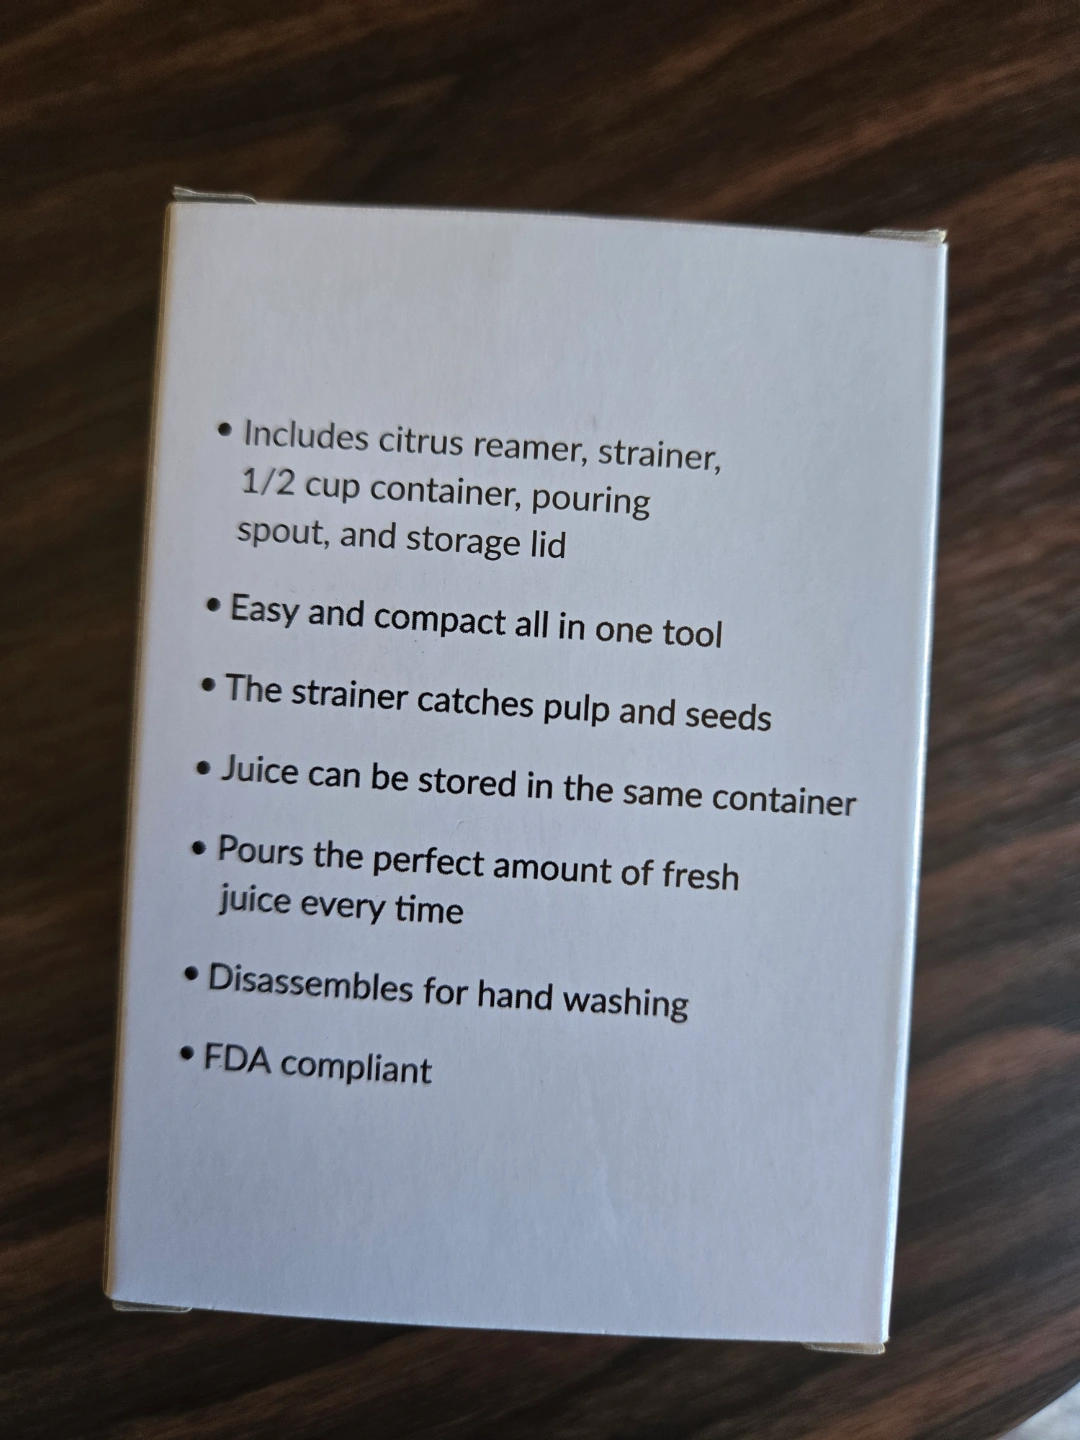 • Includes citrus reamer, strainer,
1/2 cup container, pouring
spout, and storage lid
• Easy and compact all in one tool
• The strainer catches pulp and seeds
• Juice can be stored in the same container
• Pours the perfect amount of fresh
juice every time
• Disassembles for hand washing
• FDA compliant